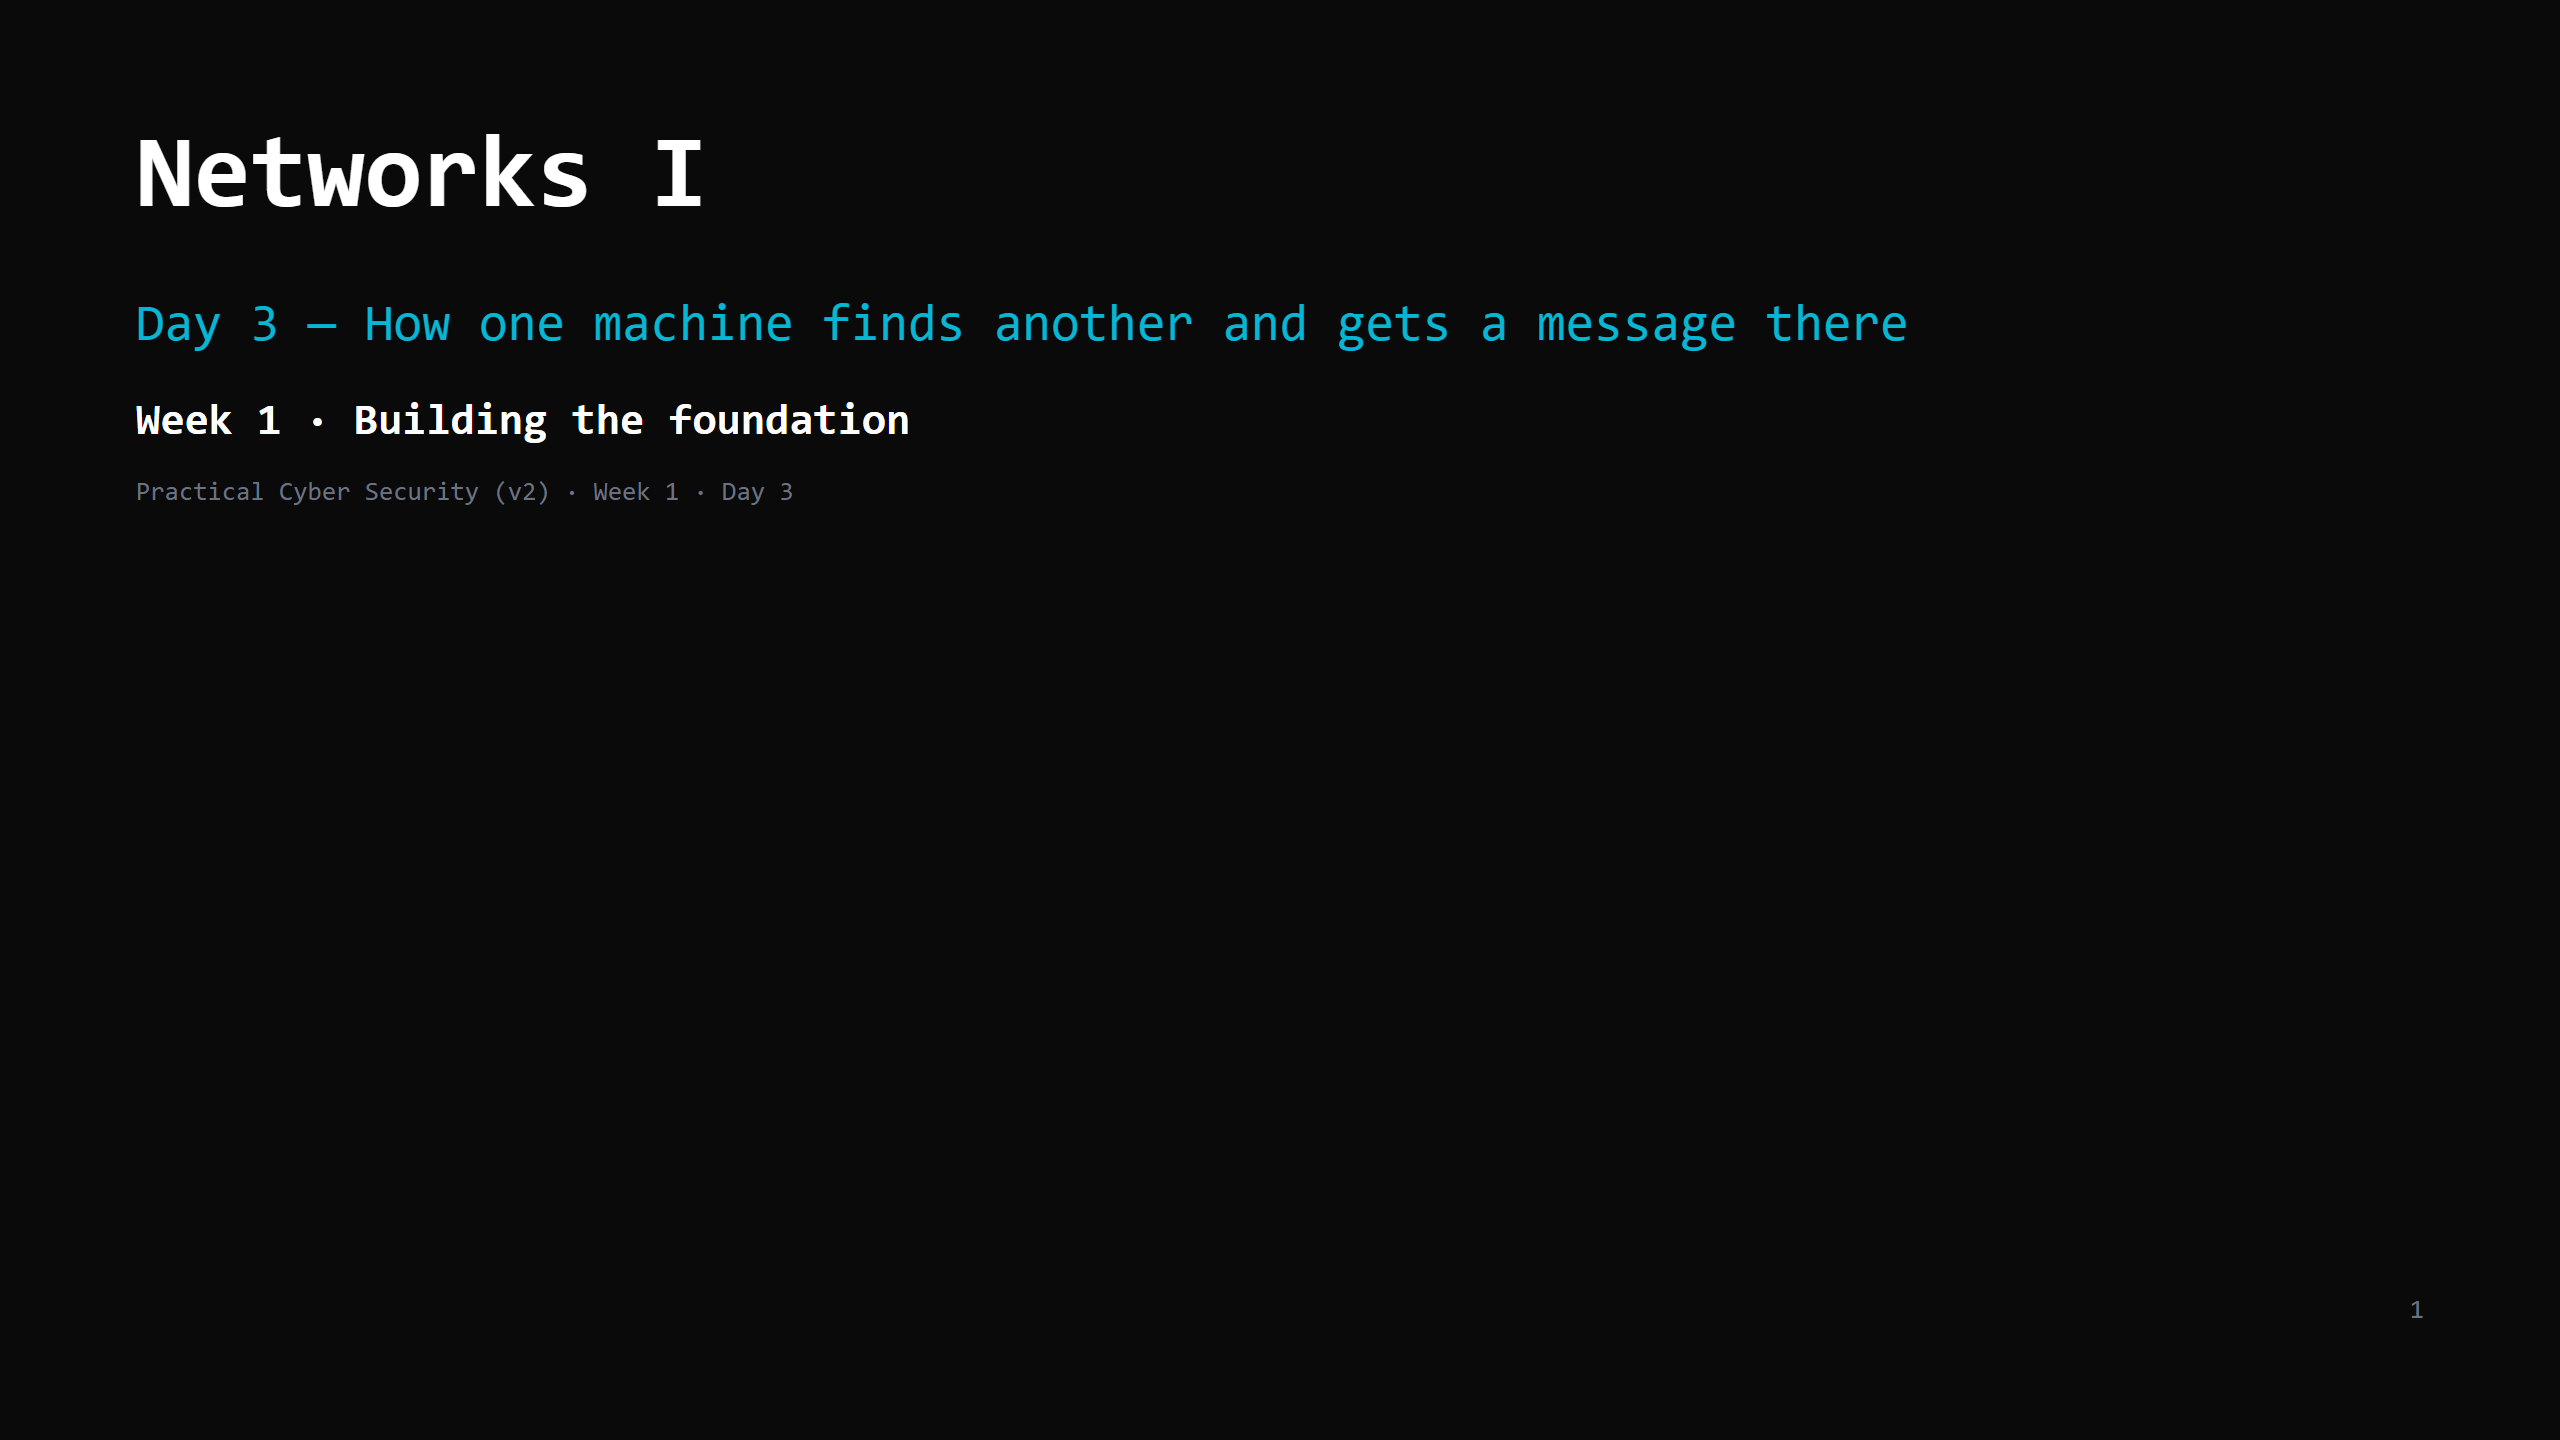 Networks I
Day 3 — How one machine finds another and gets a message there
Week 1 · Building the foundation
Practical Cyber Security (v2) · Week 1 · Day 3
1